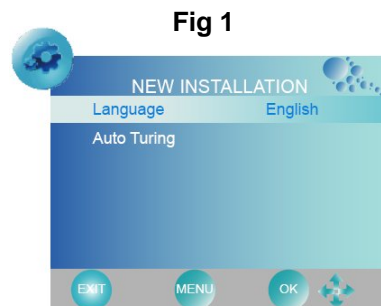 Fig 1
NEW INSTALLATION
Language English
Auto Turing
EXIT MENU OK